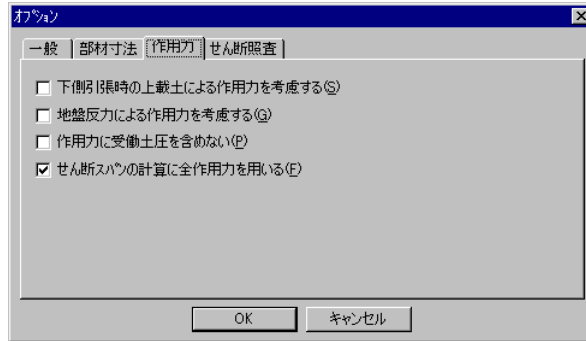 ｵﾌﾟｼｮﾝ
一般
部材寸法
作用力
せん断照査
下側引張時の上載土による作用力を考慮する(S)
地盤反力による作用力を考慮する(G)
作用力に受働土圧を含めない(P)
せん断ｽﾊﾟﾝの計算に全作用力を用いる(F)
OK
ｷｬﾝｾﾙ